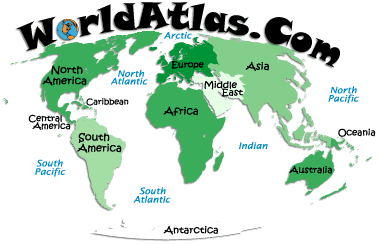 WorldAtlas.Com
Arctic
North
America
Europe
Asia
North
Atlantic
Middle
East
North
Pacific
Caribbean
Africa
Central
America
South
America
Oceania
Indian
South
Pacific
Australia
South
Atlantic
Antarctica